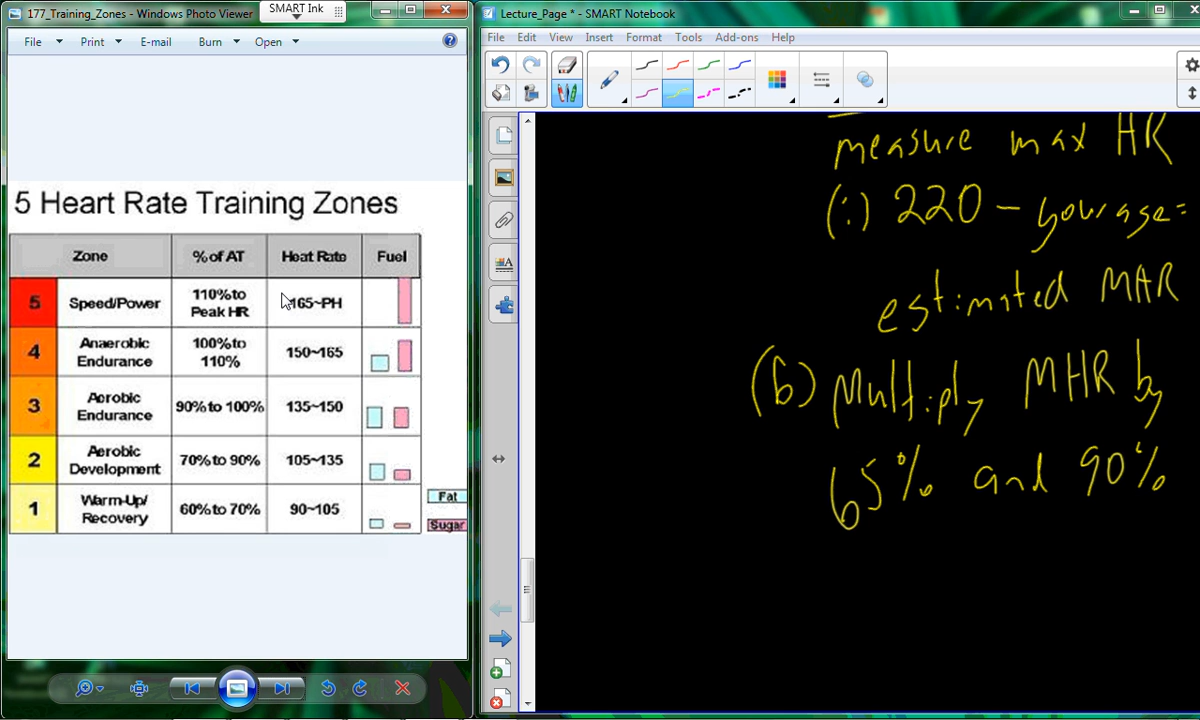 177_Training_Zones - Windows Photo Viewer
SMART Ink
File Print E-mail Burn Open
5 Heart Rate Training Zones
Zone % of AT Heat Rate Fuel
5 Speed/Power 110% to Peak HR 165~PH
4 Anaerobic Endurance 100% to 110% 150~165
3 Aerobic Endurance 90% to 100% 135~150
2 Aerobic Development 70% to 90% 105~135
1 Warm-Up/ Recovery 60% to 70% 90~105
Fat
Sugar
Lecture_Page * - SMART Notebook
File Edit View Insert Format Tools Add-ons Help
measure max HR
(i) 220 - your age =
estimated MHR
(b) Multiply MHR by
65% and 90%